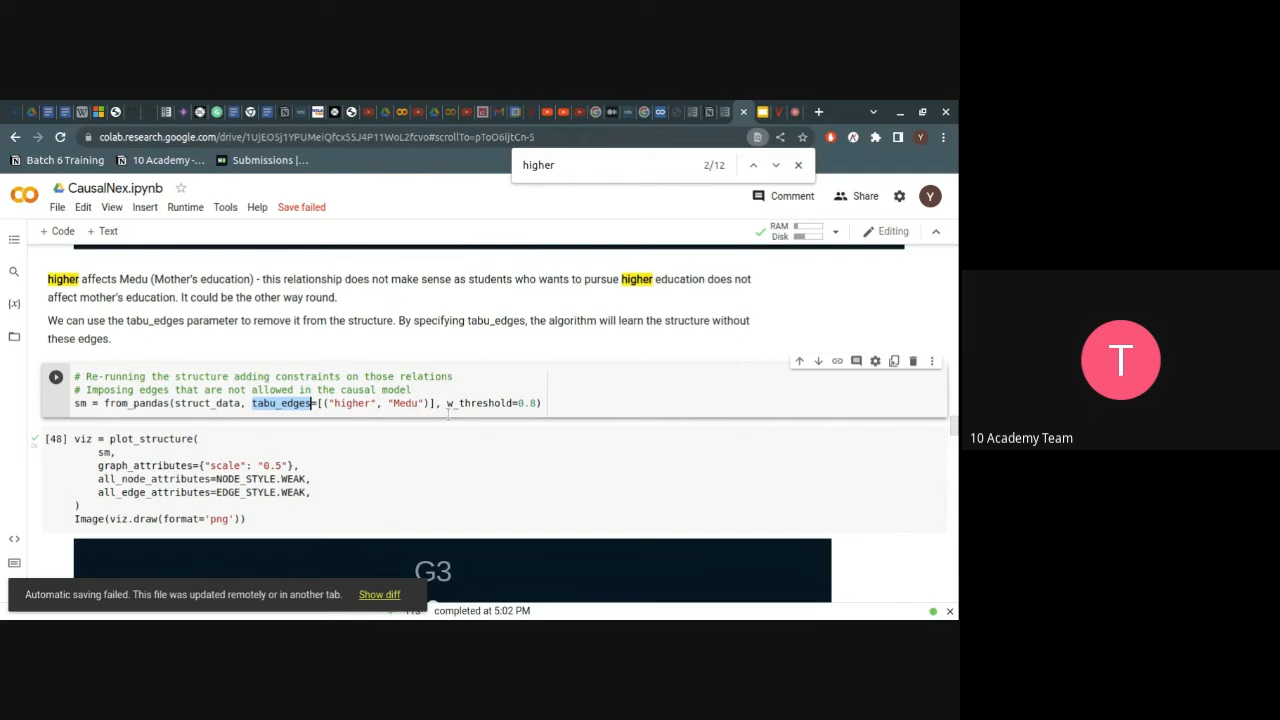 colab.research.google.com/drive/1UjEOSj1YPUMeiQfcx5SJ4P11WoL2fcvo#scrollTo=pToO6ijtCn-5
Batch 6 Training
10 Academy -...
Submissions |...
higher
2/12
CausalNex.ipynb
File Edit View Insert Runtime Tools Help Save failed
Comment
Share
Y
+ Code + Text
RAM
Disk
Editing
higher affects Medu (Mother's education) - this relationship does not make sense as students who wants to pursue higher education does not
affect mother's education. It could be the other way round.
We can use the tabu_edges parameter to remove it from the structure. By specifying tabu_edges, the algorithm will learn the structure without
these edges.
# Re-running the structure adding constraints on those relations
# Imposing edges that are not allowed in the causal model
sm = from_pandas(struct_data, tabu_edges=[("higher", "Medu")], w_threshold=0.8)
[48] viz = plot_structure(
sm,
graph_attributes={"scale": "0.5"},
all_node_attributes=NODE_STYLE.WEAK,
all_edge_attributes=EDGE_STYLE.WEAK,
)
Image(viz.draw(format='png'))
G3
Automatic saving failed. This file was updated remotely or in another tab. Show diff
completed at 5:02 PM
T
10 Academy Team